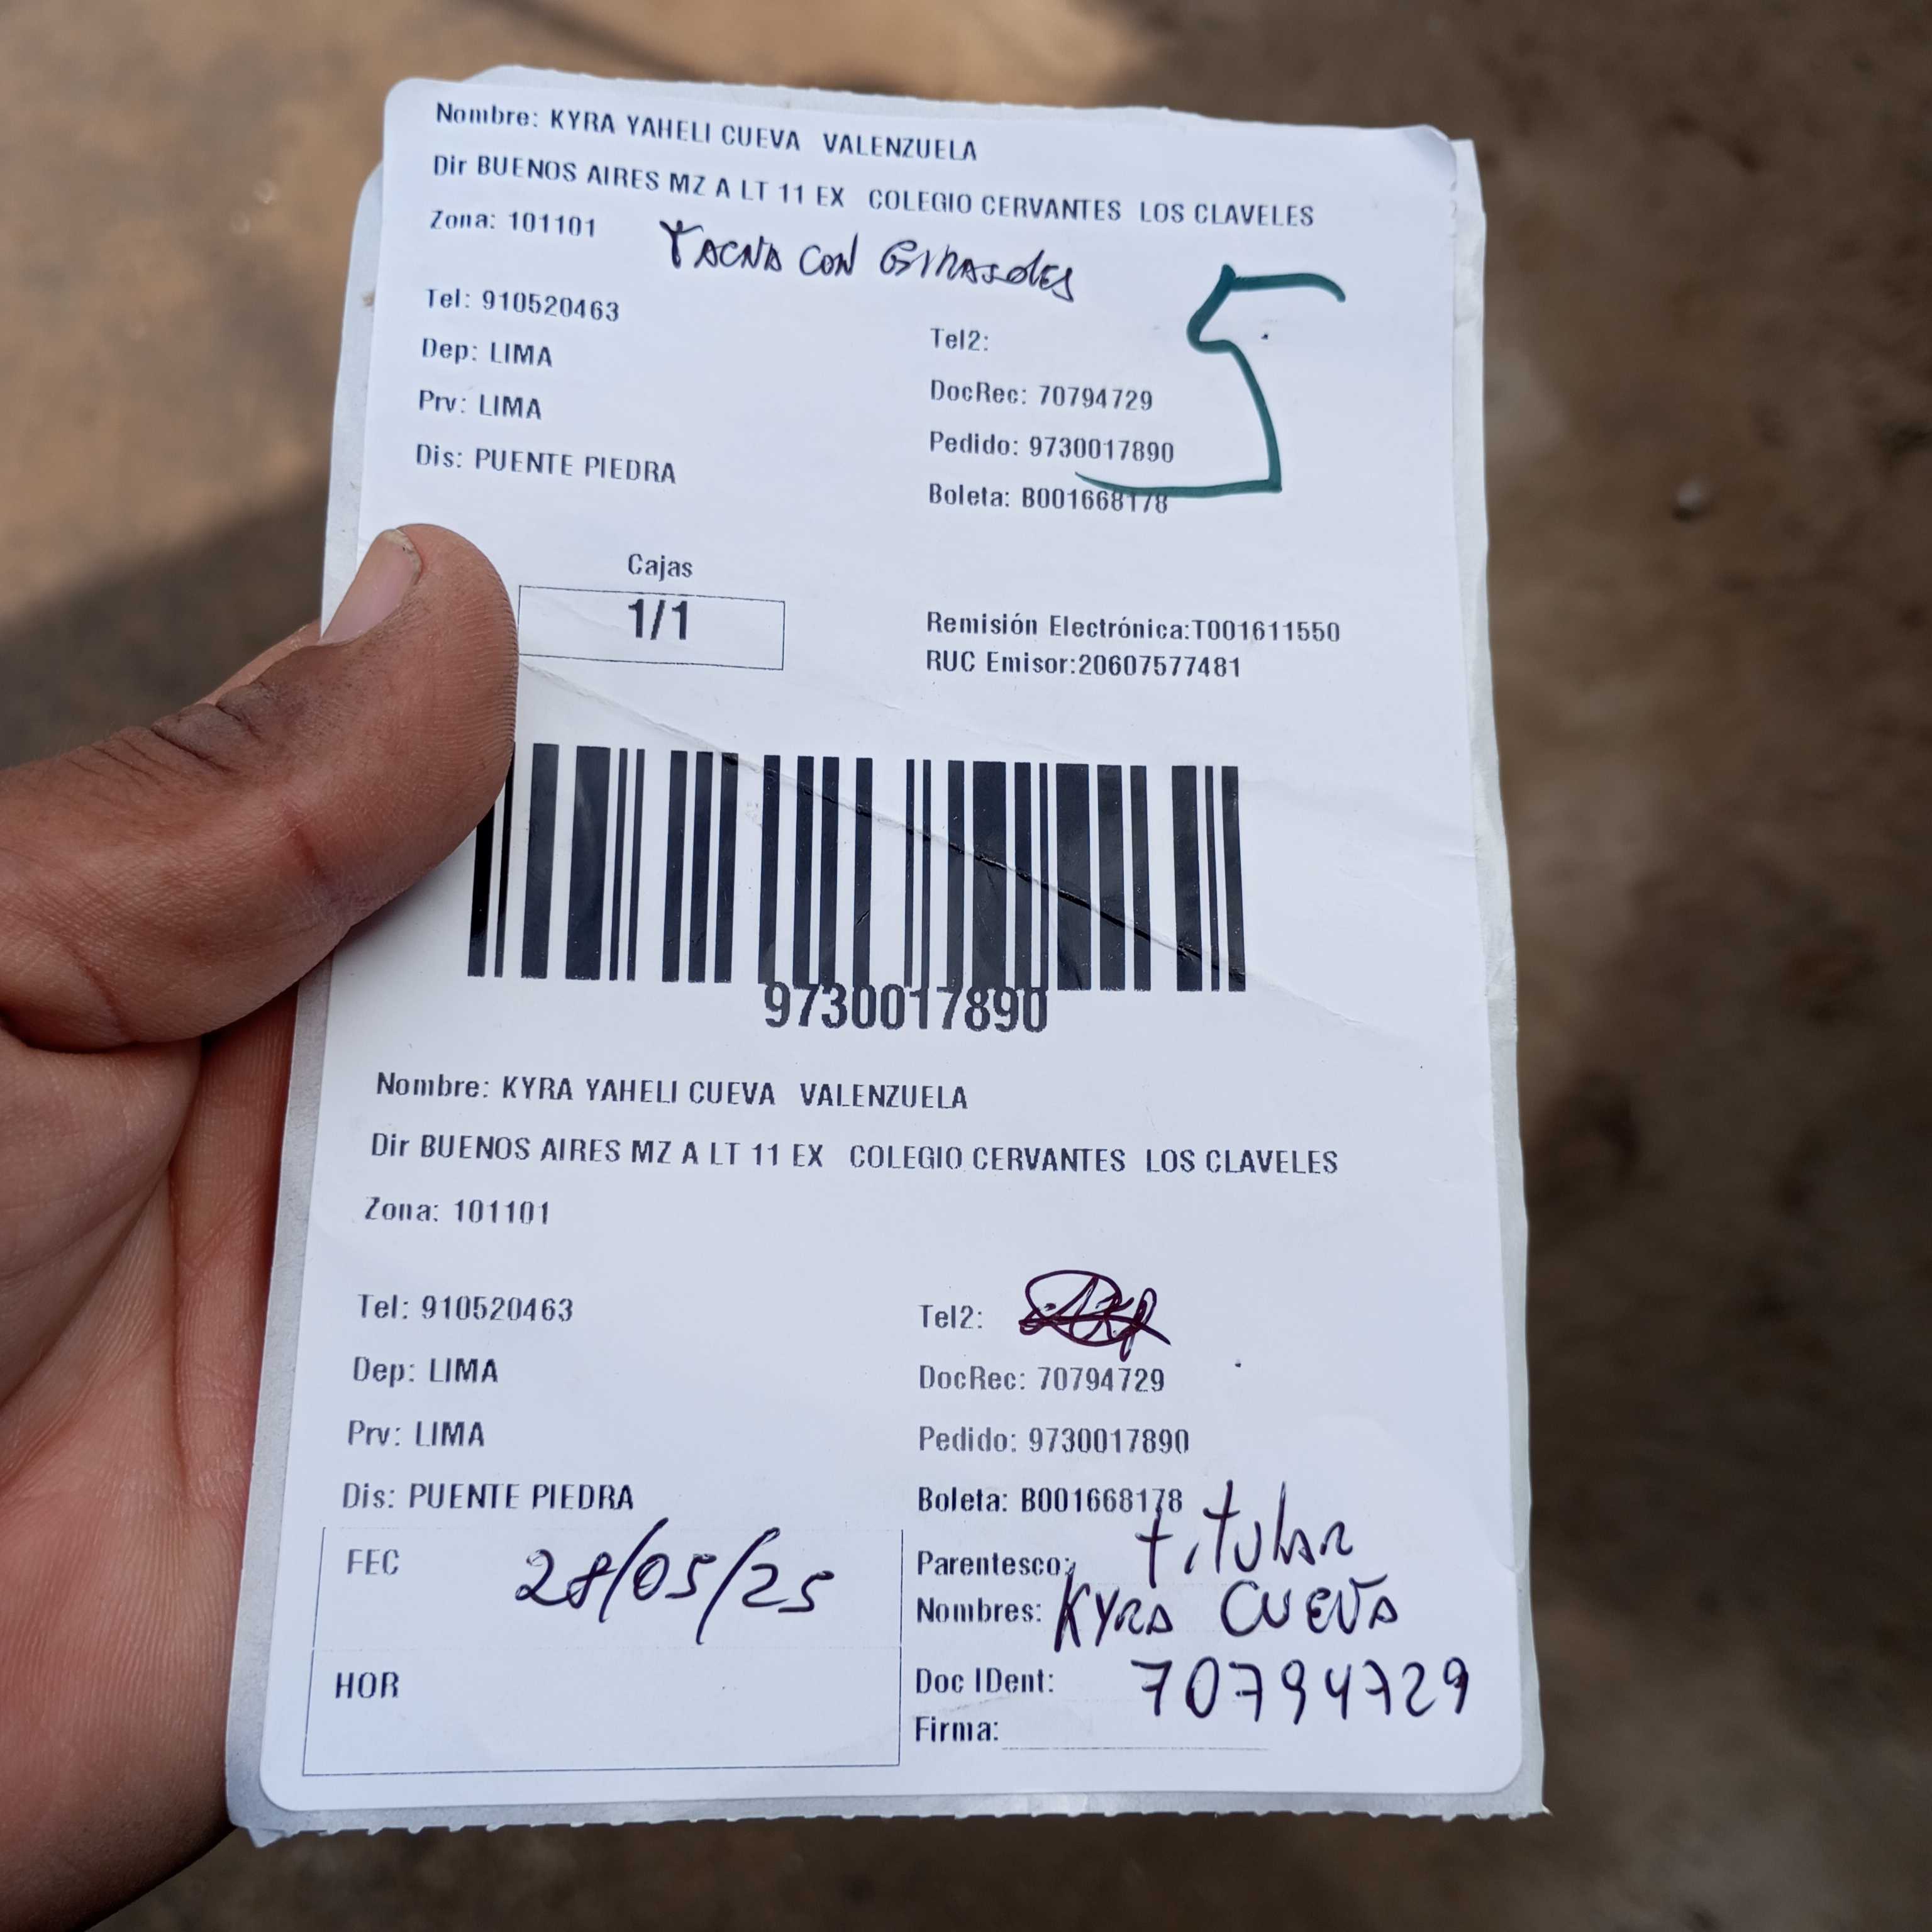 Nombre: KYRA YAHELI CUEVA VALENZUELA
Dir BUENOS AIRES MZ A LT 11 EX COLEGIO CERVANTES LOS CLAVELES
Zona: 101101
TACNA CON GIRASOLES
5
Tel: 910520463
Tel2:
Dep: LIMA
DocRec: 70794729
Prv: LIMA
Pedido: 9730017890
Dis: PUENTE PIEDRA
Boleta: B001668178
Cajas
1/1
Remisión Electrónica:T001611550
RUC Emisor:20607577481
9730017890
Nombre: KYRA YAHELI CUEVA VALENZUELA
Dir BUENOS AIRES MZ A LT 11 EX COLEGIO CERVANTES LOS CLAVELES
Zona: 101101
Tel: 910520463
Tel2:
Dep: LIMA
DocRec: 70794729
Prv: LIMA
Pedido: 9730017890
Dis: PUENTE PIEDRA
Boleta: B001668178
FEC 28/05/25
Parentesco: titular
Nombres: KYRA CUEVA
HOR
Doc IDent: 70794729
Firma: